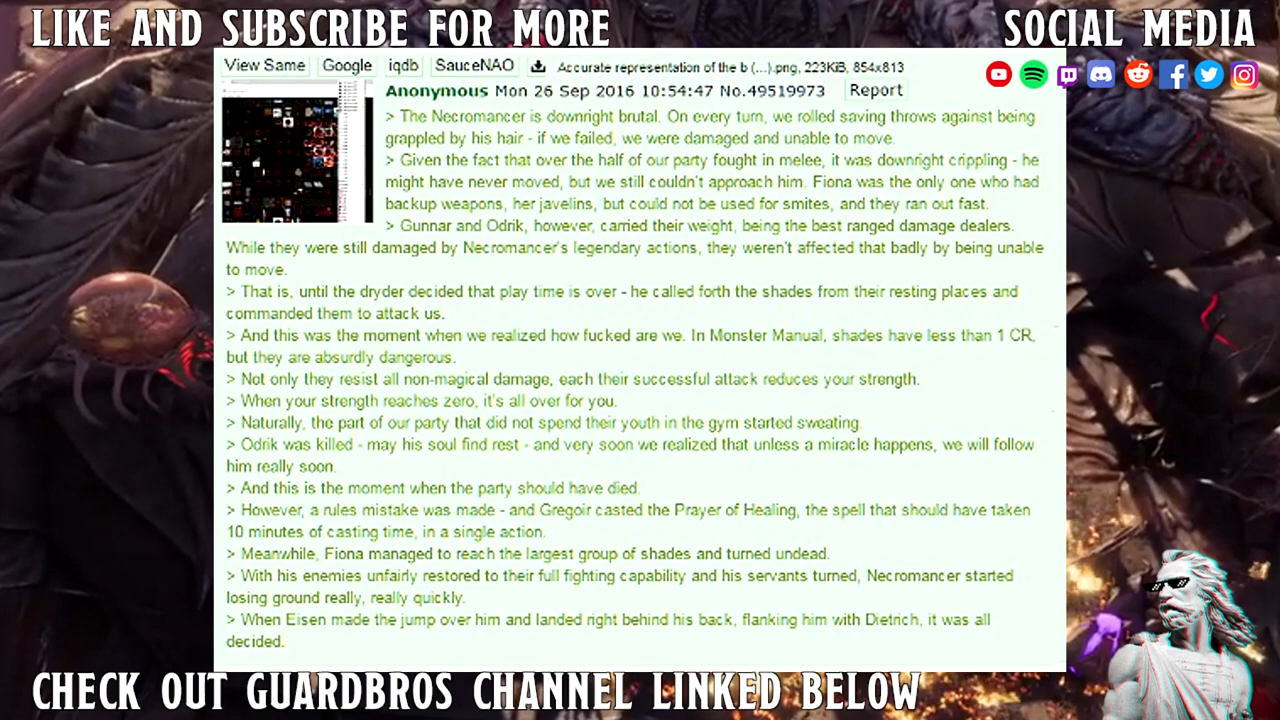 LIKE AND SUBSCRIBE FOR MORE
SOCIAL MEDIA
View Same Google iqdb SauceNAO Accurate representation of the b (...).png, 223KiB, 854x813
Anonymous Mon 26 Sep 2016 10:54:47 No.49519973 Report
> The Necromancer is downright brutal. On every turn, we rolled saving throws against being
grappled by his hair - if we failed, we were damaged and unable to move.
> Given the fact that over the half of our party fought in melee, it was downright crippling - he
might have never moved, but we still couldn't approach him. Fiona was the only one who had
backup weapons, her javelins, but could not be used for smites, and they ran out fast.
> Gunnar and Odrik, however, carried their weight, being the best ranged damage dealers.
While they were still damaged by Necromancer's legendary actions, they weren't affected that badly by being unable
to move.
> That is, until the dryder decided that play time is over - he called forth the shades from their resting places and
commanded them to attack us.
> And this was the moment when we realized how fucked are we. In Monster Manual, shades have less than 1 CR,
but they are absurdly dangerous.
> Not only they resist all non-magical damage, each their successful attack reduces your strength.
> When your strength reaches zero, it's all over for you.
> Naturally, the part of our party that did not spend their youth in the gym started sweating.
> Odrik was killed - may his soul find rest - and very soon we realized that unless a miracle happens, we will follow
him really soon.
> And this is the moment when the party should have died.
> However, a rules mistake was made - and Gregoir casted the Prayer of Healing, the spell that should have taken
10 minutes of casting time, in a single action.
> Meanwhile, Fiona managed to reach the largest group of shades and turned undead.
> With his enemies unfairly restored to their full fighting capability and his servants turned, Necromancer started
losing ground really, really quickly.
> When Eisen made the jump over him and landed right behind his back, flanking him with Dietrich, it was all
decided.
CHECK OUT GUARDBROS CHANNEL LINKED BELOW